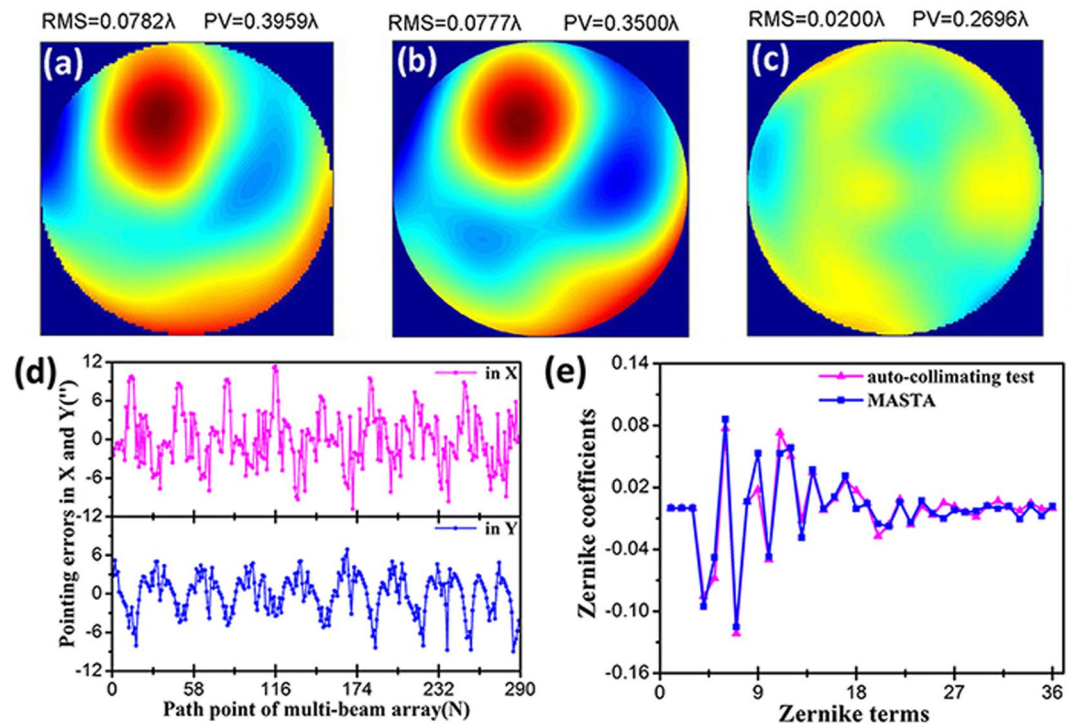 RMS=0.0782λ PV=0.3959λ
RMS=0.0777λ PV=0.3500λ
RMS=0.0200λ PV=0.2696λ
(a)
(b)
(c)
(d)
Pointing errors in X and Y(")
12
6
0
-6
12
in X
6
0
-6
-12
in Y
0 58 116 174 232 290
Path point of multi-beam array(N)
(e)
Zernike coefficients
0.14
0.08
0.02
-0.04
-0.10
-0.16
auto-collimating test
MASTA
0 9 18 27 36
Zernike terms